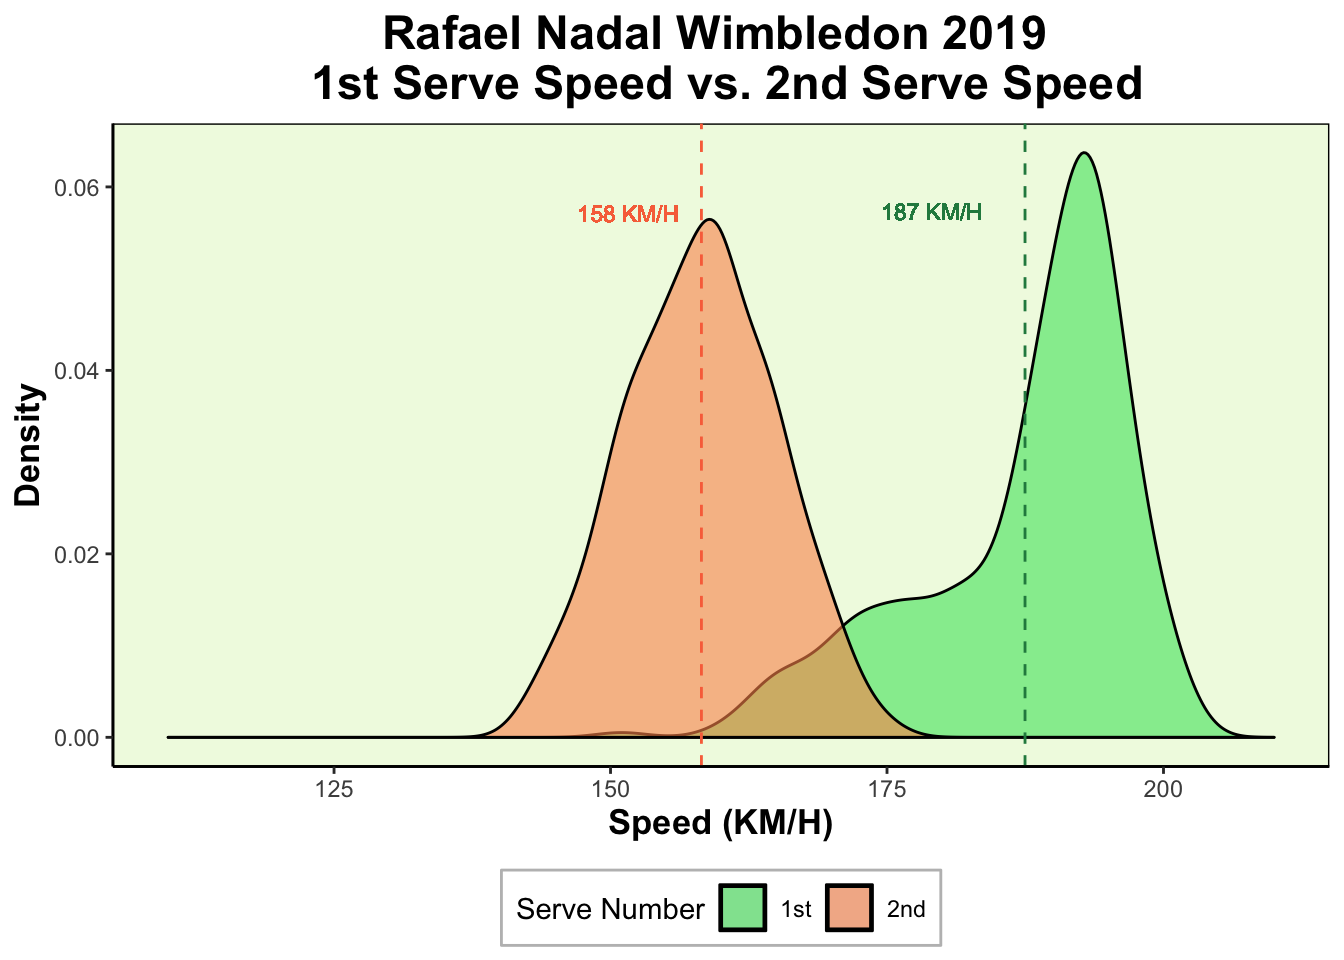 Rafael Nadal Wimbledon 2019
1st Serve Speed vs. 2nd Serve Speed
0.06
158 KM/H
187 KM/H
0.04
Density
0.02
0.00
125
150
175
200
Speed (KM/H)
Serve Number
1st
2nd